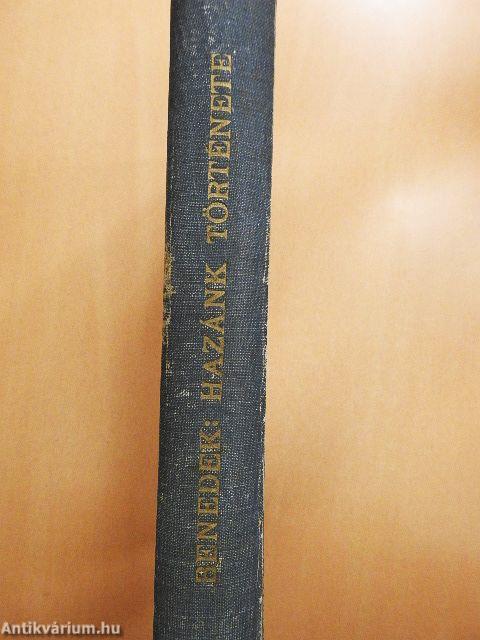 BENEDEK: HAZÁNK TÖRTÉNETE
Antikvárium.hu